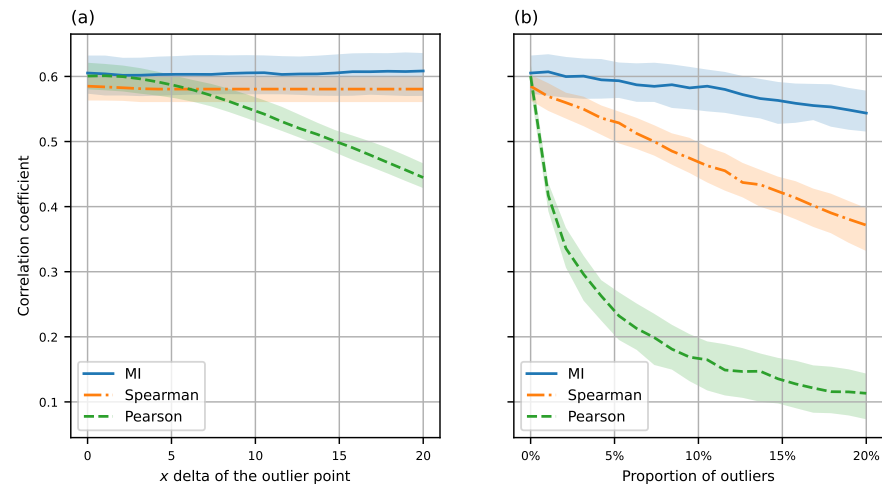 (a)
(b)
Correlation coefficient
0.6
0.5
0.4
0.3
0.2
0.1
MI
Spearman
Pearson
0 5 10 15 20
x delta of the outlier point
MI
Spearman
Pearson
0% 5% 10% 15% 20%
Proportion of outliers